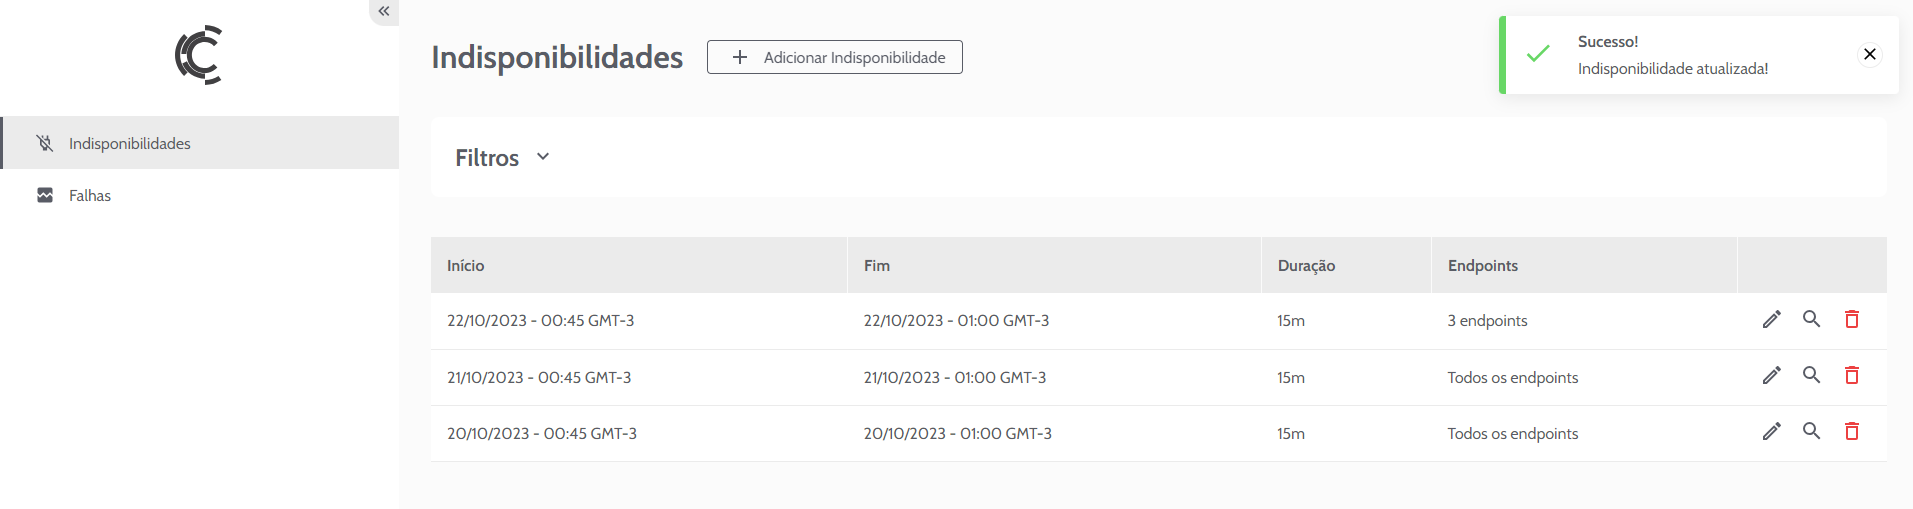 Indisponibilidades
Falhas
Indisponibilidades
Adicionar Indisponibilidade
Sucesso!
Indisponibilidade atualizada!
Filtros
Início Fim Duração Endpoints
22/10/2023 - 00:45 GMT-3 22/10/2023 - 01:00 GMT-3 15m 3 endpoints
21/10/2023 - 00:45 GMT-3 21/10/2023 - 01:00 GMT-3 15m Todos os endpoints
20/10/2023 - 00:45 GMT-3 20/10/2023 - 01:00 GMT-3 15m Todos os endpoints